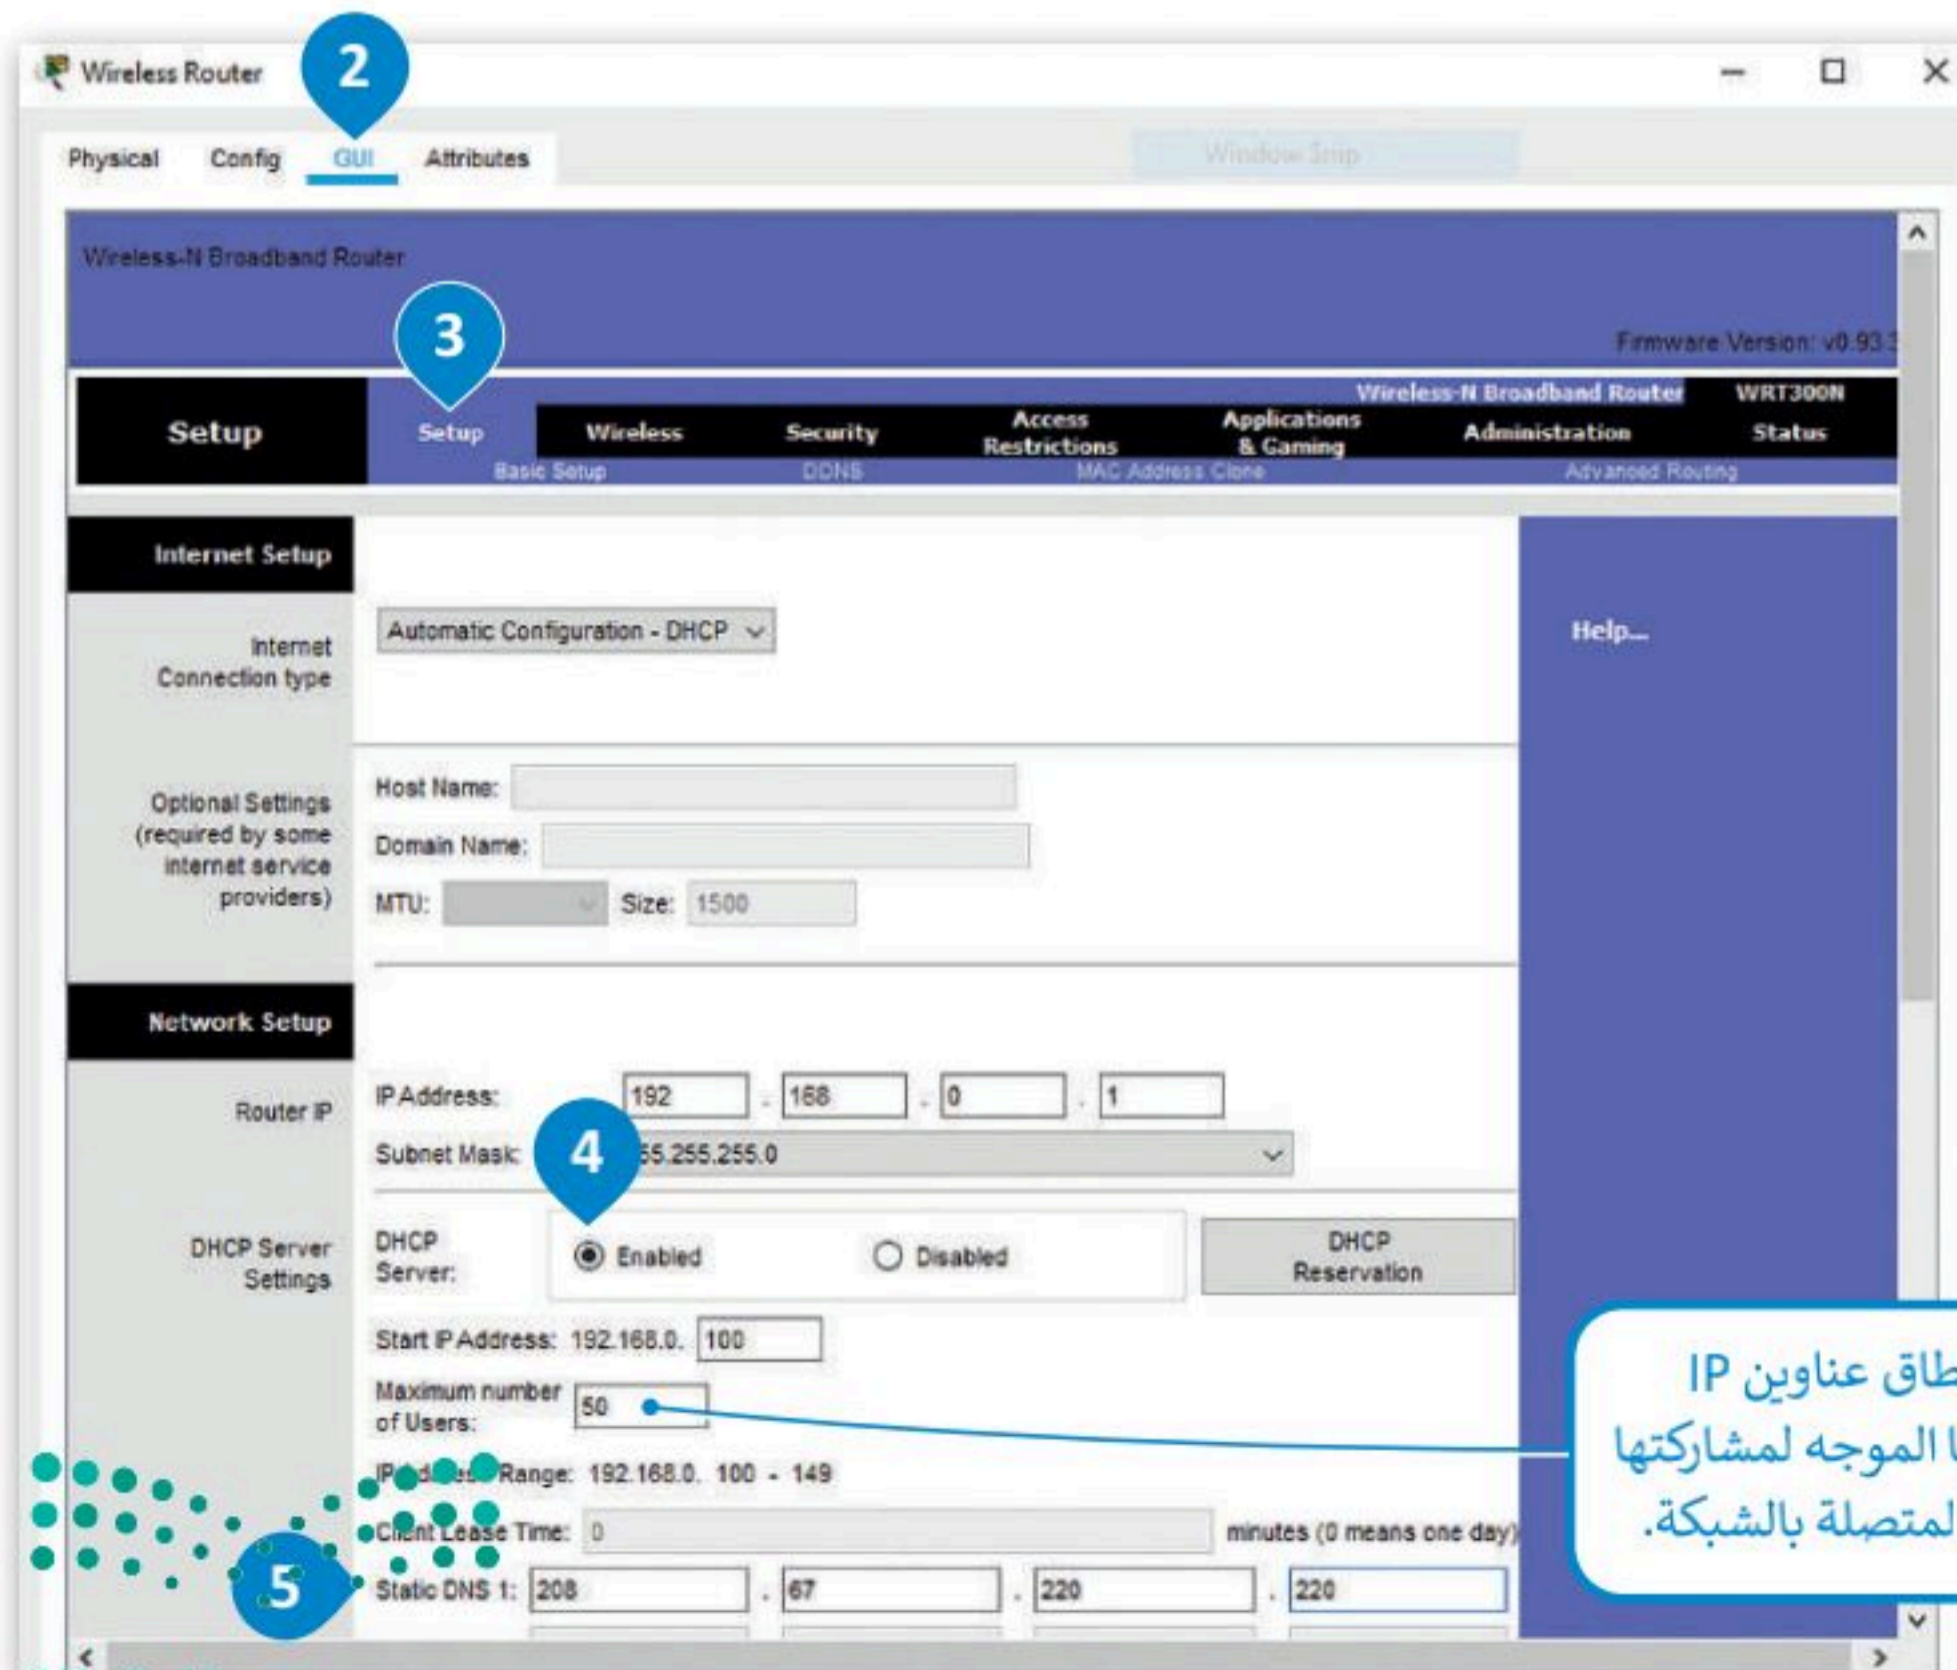 Wireless Router
2
Physical Config GUI Attributes
Window Snip
Wireless-N Broadband Router
3
Firmware Version: v0.93.3
Wireless-N Broadband Router WRT300N
Setup
Setup Wireless Security Access Restrictions Applications & Gaming Administration Status
Basic Setup DDNS MAC Address Clone Advanced Routing
Internet Setup
Internet Connection type
Automatic Configuration - DHCP
Help...
Optional Settings
(required by some
internet service
providers)
Host Name:
Domain Name:
MTU: Size: 1500
Network Setup
Router IP
IP Address: 192 . 168 . 0 . 1
4
Subnet Mask: 55.255.255.0
DHCP Server
Settings
DHCP
Server:
Enabled Disabled
DHCP
Reservation
Start IP Address: 192.168.0. 100
Maximum number
of Users:
50
IP Address Range: 192.168.0. 100 - 149
Client Lease Time: 0 minutes (0 means one day)
5
Static DNS 1: 208 . 67 . 220 . 220
عناوين IP
الموجه لمشاركتها
لمتصلة بالشبكة.